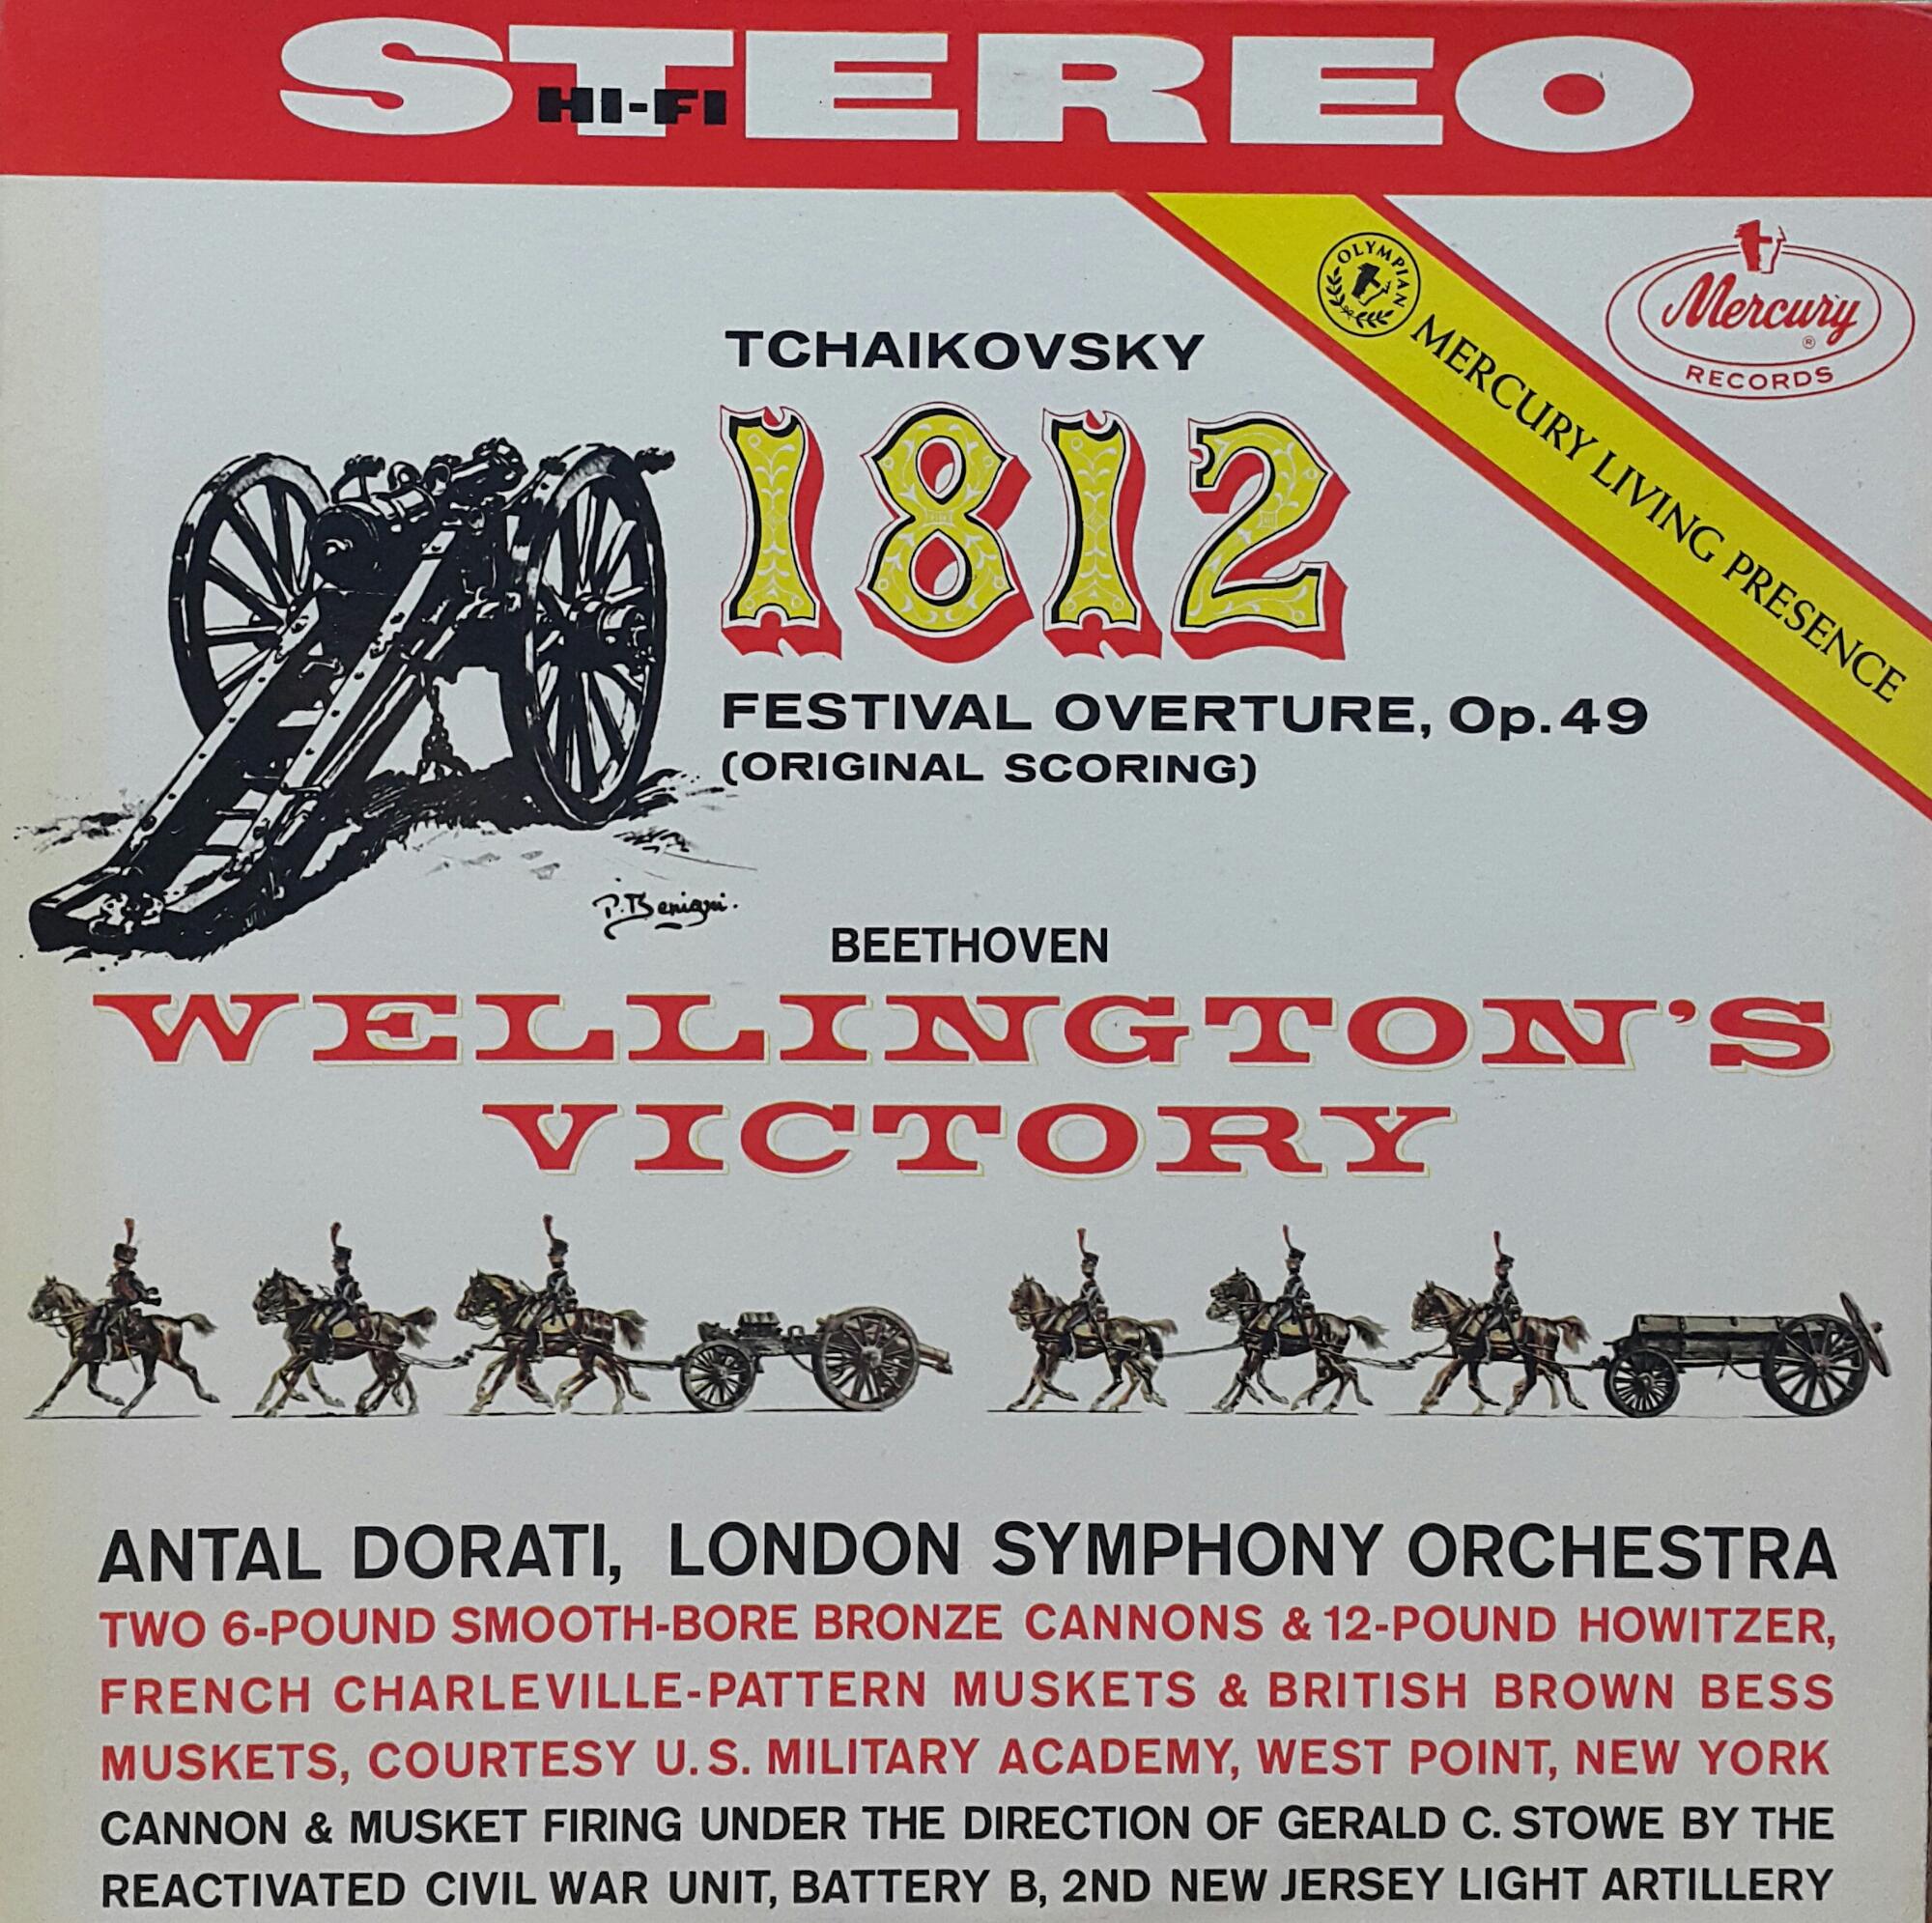 STEREO
HI-FI
OLYMPIAN
MERCURY LIVING PRESENCE
Mercury
®
RECORDS
TCHAIKOVSKY
1812
FESTIVAL OVERTURE, Op. 49
(ORIGINAL SCORING)
P. Benigni.
BEETHOVEN
WELLINGTON'S
VICTORY
ANTAL DORATI, LONDON SYMPHONY ORCHESTRA
TWO 6-POUND SMOOTH-BORE BRONZE CANNONS & 12-POUND HOWITZER,
FRENCH CHARLEVILLE-PATTERN MUSKETS & BRITISH BROWN BESS
MUSKETS, COURTESY U.S. MILITARY ACADEMY, WEST POINT, NEW YORK
CANNON & MUSKET FIRING UNDER THE DIRECTION OF GERALD C. STOWE BY THE
REACTIVATED CIVIL WAR UNIT, BATTERY B, 2ND NEW JERSEY LIGHT ARTILLERY